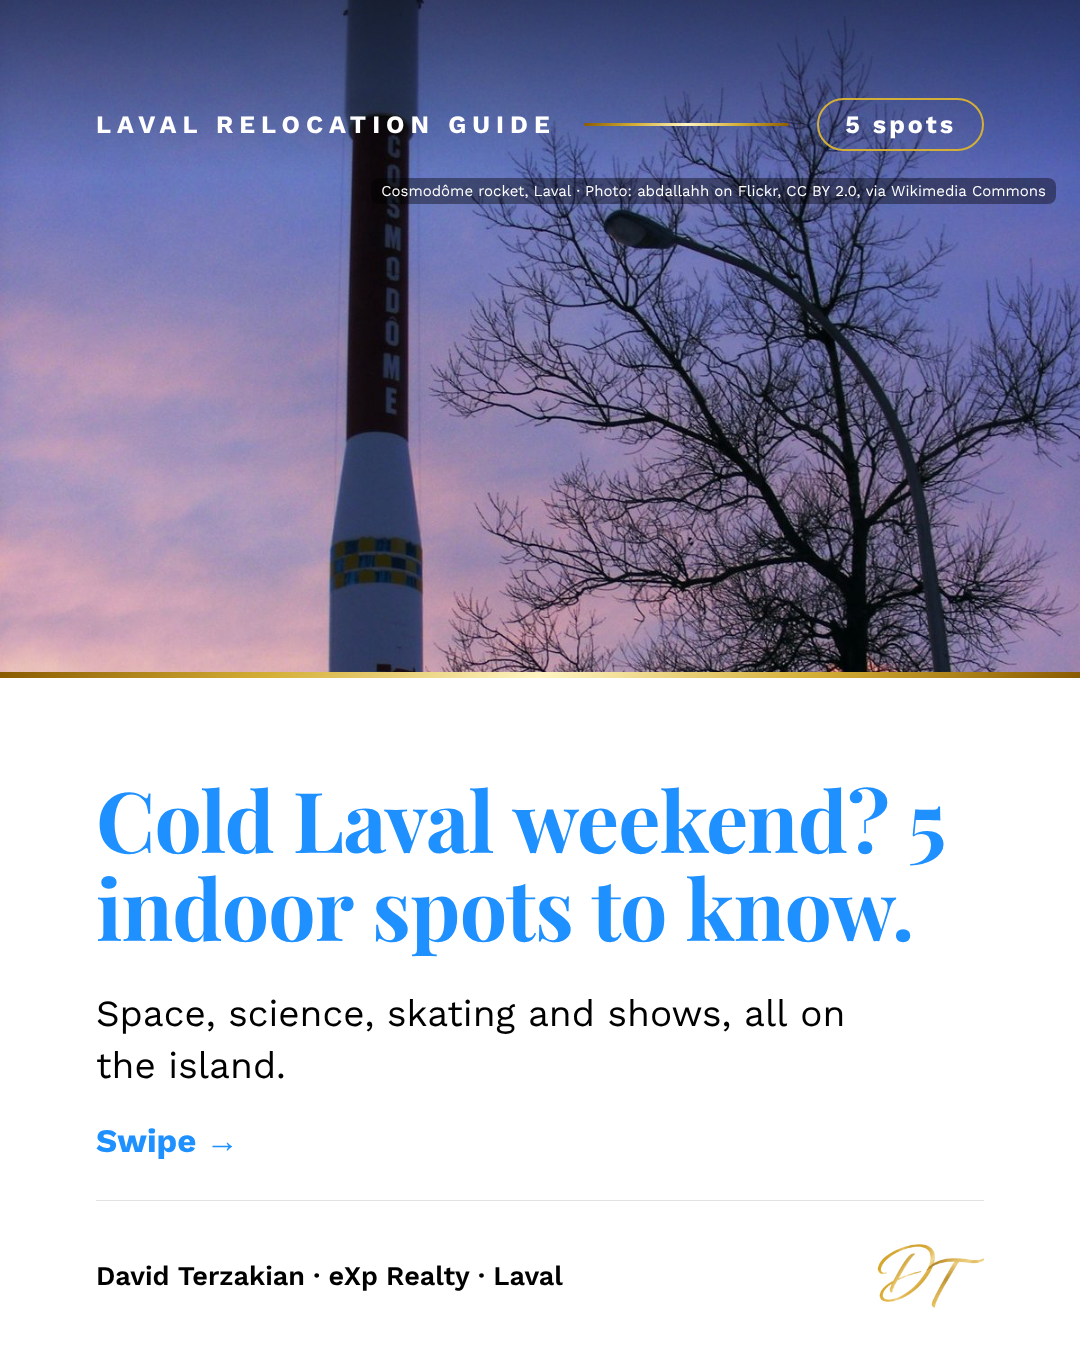 LAVAL RELOCATION GUIDE
5 spots
Cosmodôme rocket, Laval · Photo: abdallahh on Flickr, CC BY 2.0, via Wikimedia Commons
COSMODOME
Cold Laval weekend? 5
indoor spots to know.
Space, science, skating and shows, all on
the island.
Swipe →
David Terzakian · eXp Realty · Laval
DT